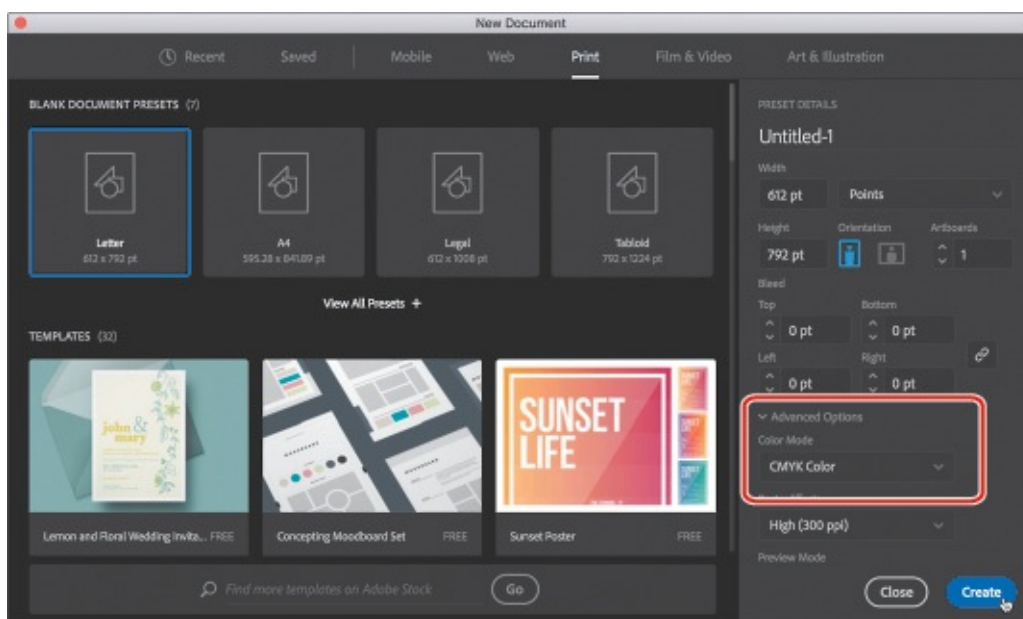 New Document
Recent Saved Mobile Web Print Film & Video Art & Illustration
BLANK DOCUMENT PRESETS (7)
Letter
612 x 792 pt
A4
595.28 x 841.89 pt
Legal
612 x 1008 pt
Tabloid
792 x 1224 pt
View All Presets +
TEMPLATES (32)
john &
mary
SUNSET
LIFE
Lemon and Floral Wedding Invita... FREE
Concepting Moodboard Set FREE
Sunset Poster FREE
Find more templates on Adobe Stock Go
PRESET DETAILS
Untitled-1
Width
612 pt Points
Height Orientation Artboards
792 pt 1
Bleed
Top Bottom
0 pt 0 pt
Left Right
0 pt 0 pt
Advanced Options
Color Mode
CMYK Color
High (300 ppi)
Preview Mode
Close Create